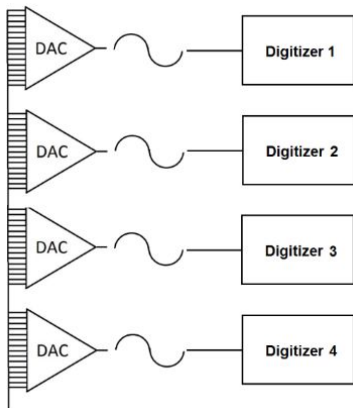 DAC
Digitizer 1
DAC
Digitizer 2
DAC
Digitizer 3
DAC
Digitizer 4